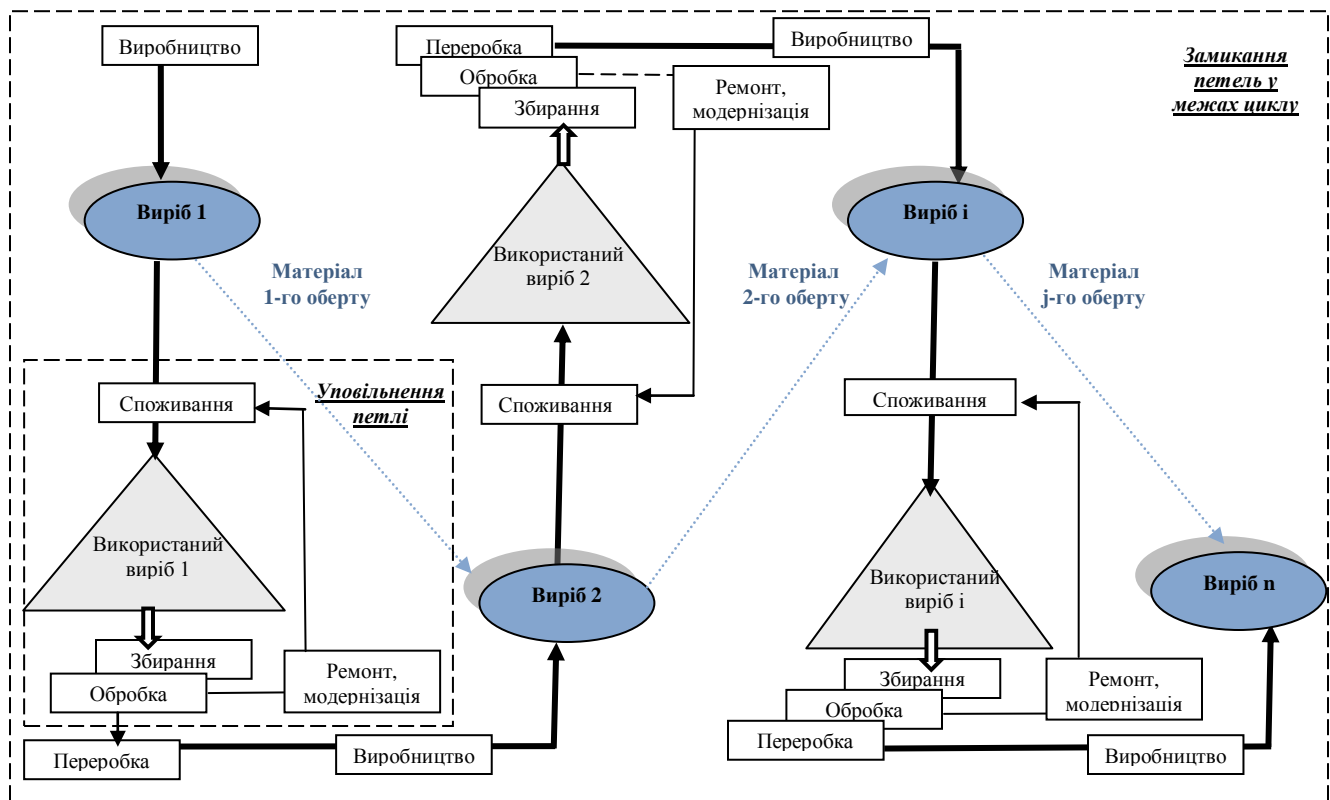 Виробництво
Виріб 1
Матеріал
1-го оберту
Уповільнення
петлі
Споживання
Використаний
виріб 1
Збирання
Обробка
Ремонт,
модернізація
Переробка
Виробництво
Виріб 2
Споживання
Використаний
виріб 2
Збирання
Обробка
Переробка
Ремонт,
модернізація
Виробництво
Замикання
петель у
межах циклу
Виріб i
Матеріал
2-го оберту
Матеріал
j-го оберту
Споживання
Використаний
виріб i
Збирання
Обробка
Переробка
Ремонт,
модернізація
Виробництво
Виріб n